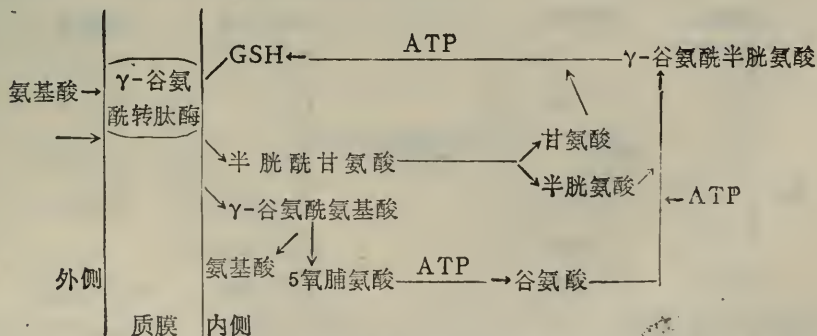 GSH ATP γ-谷氨酰半胱氨酸
氨基酸 γ-谷氨
酰转肽酶
甘氨酸
半胱酰甘氨酸
半胱氨酸 ATP
γ-谷氨酰氨基酸
氨基酸
外侧 5氧脯氨酸 ATP 谷氨酸
质膜 内侧